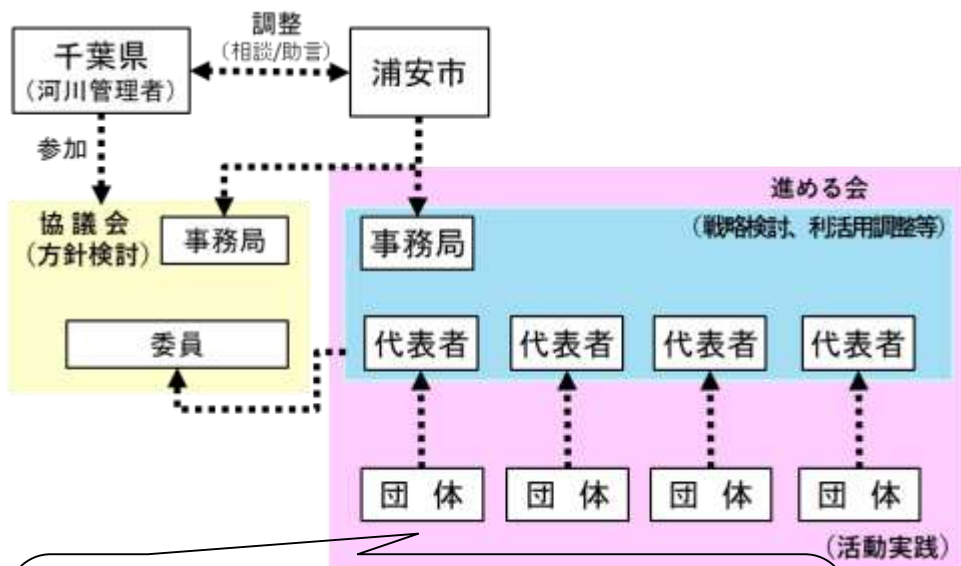 千葉県
(河川管理者)
調整
(相談/助言)
浦安市
参加
進める会
(戦略検討、利活用調整等)
協議会
(方針検討)
事務局
事務局
委員
代表者
代表者
代表者
代表者
団体
団体
団体
団体
(活動実践)